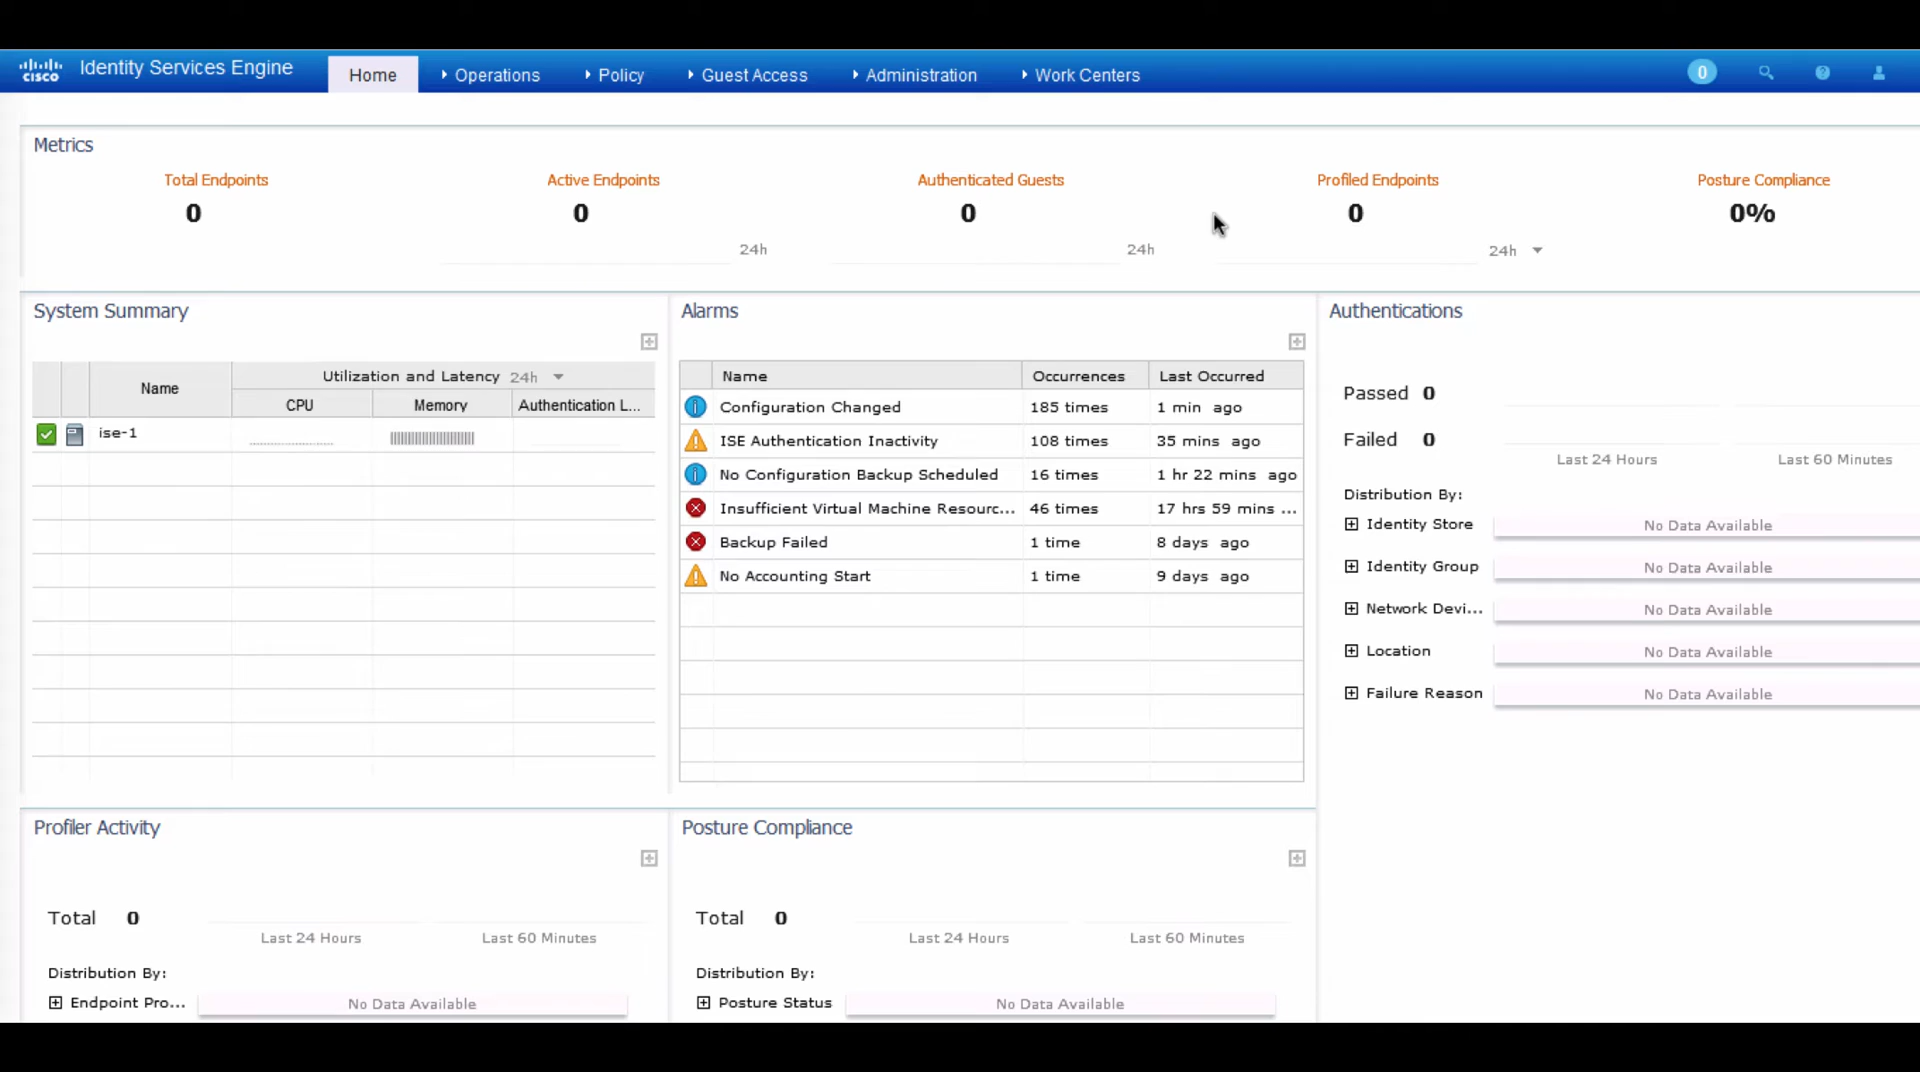 cisco Identity Services Engine Home Operations Policy Guest Access Administration Work Centers 0
Metrics
Total Endpoints Active Endpoints Authenticated Guests Profiled Endpoints Posture Compliance
0 0 0 0 0%
24h 24h 24h
System Summary
Name Utilization and Latency 24h
CPU Memory Authentication L...
ise-1
Alarms
Name Occurrences Last Occurred
Configuration Changed 185 times 1 min ago
ISE Authentication Inactivity 108 times 35 mins ago
No Configuration Backup Scheduled 16 times 1 hr 22 mins ago
Insufficient Virtual Machine Resourc... 46 times 17 hrs 59 mins ...
Backup Failed 1 time 8 days ago
No Accounting Start 1 time 9 days ago
Authentications
Passed 0
Failed 0
Last 24 Hours Last 60 Minutes
Distribution By:
Identity Store No Data Available
Identity Group No Data Available
Network Devi... No Data Available
Location No Data Available
Failure Reason No Data Available
Profiler Activity
Total 0
Last 24 Hours Last 60 Minutes
Distribution By:
Endpoint Pro... No Data Available
Posture Compliance
Total 0
Last 24 Hours Last 60 Minutes
Distribution By:
Posture Status No Data Available